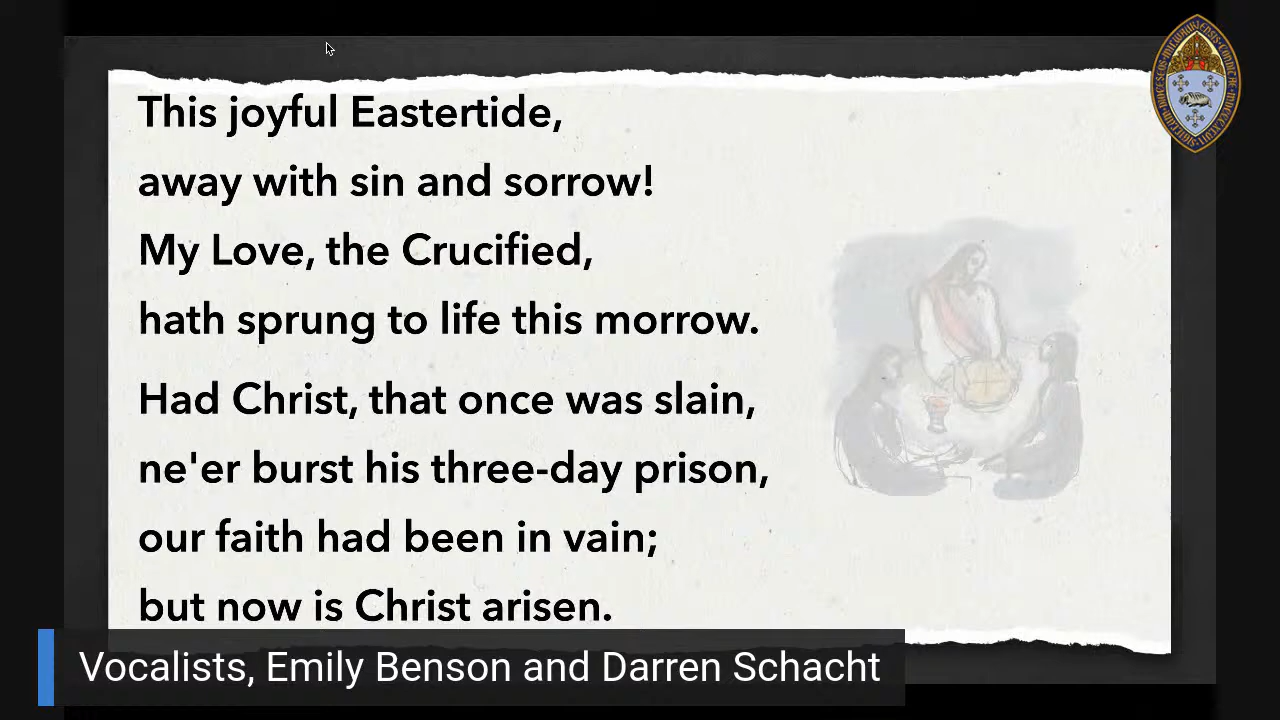 This joyful Eastertide,
away with sin and sorrow!
My Love, the Crucified,
hath sprung to life this morrow.
Had Christ, that once was slain,
ne'er burst his three-day prison,
our faith had been in vain;
but now is Christ arisen.
Vocalists, Emily Benson and Darren Schacht